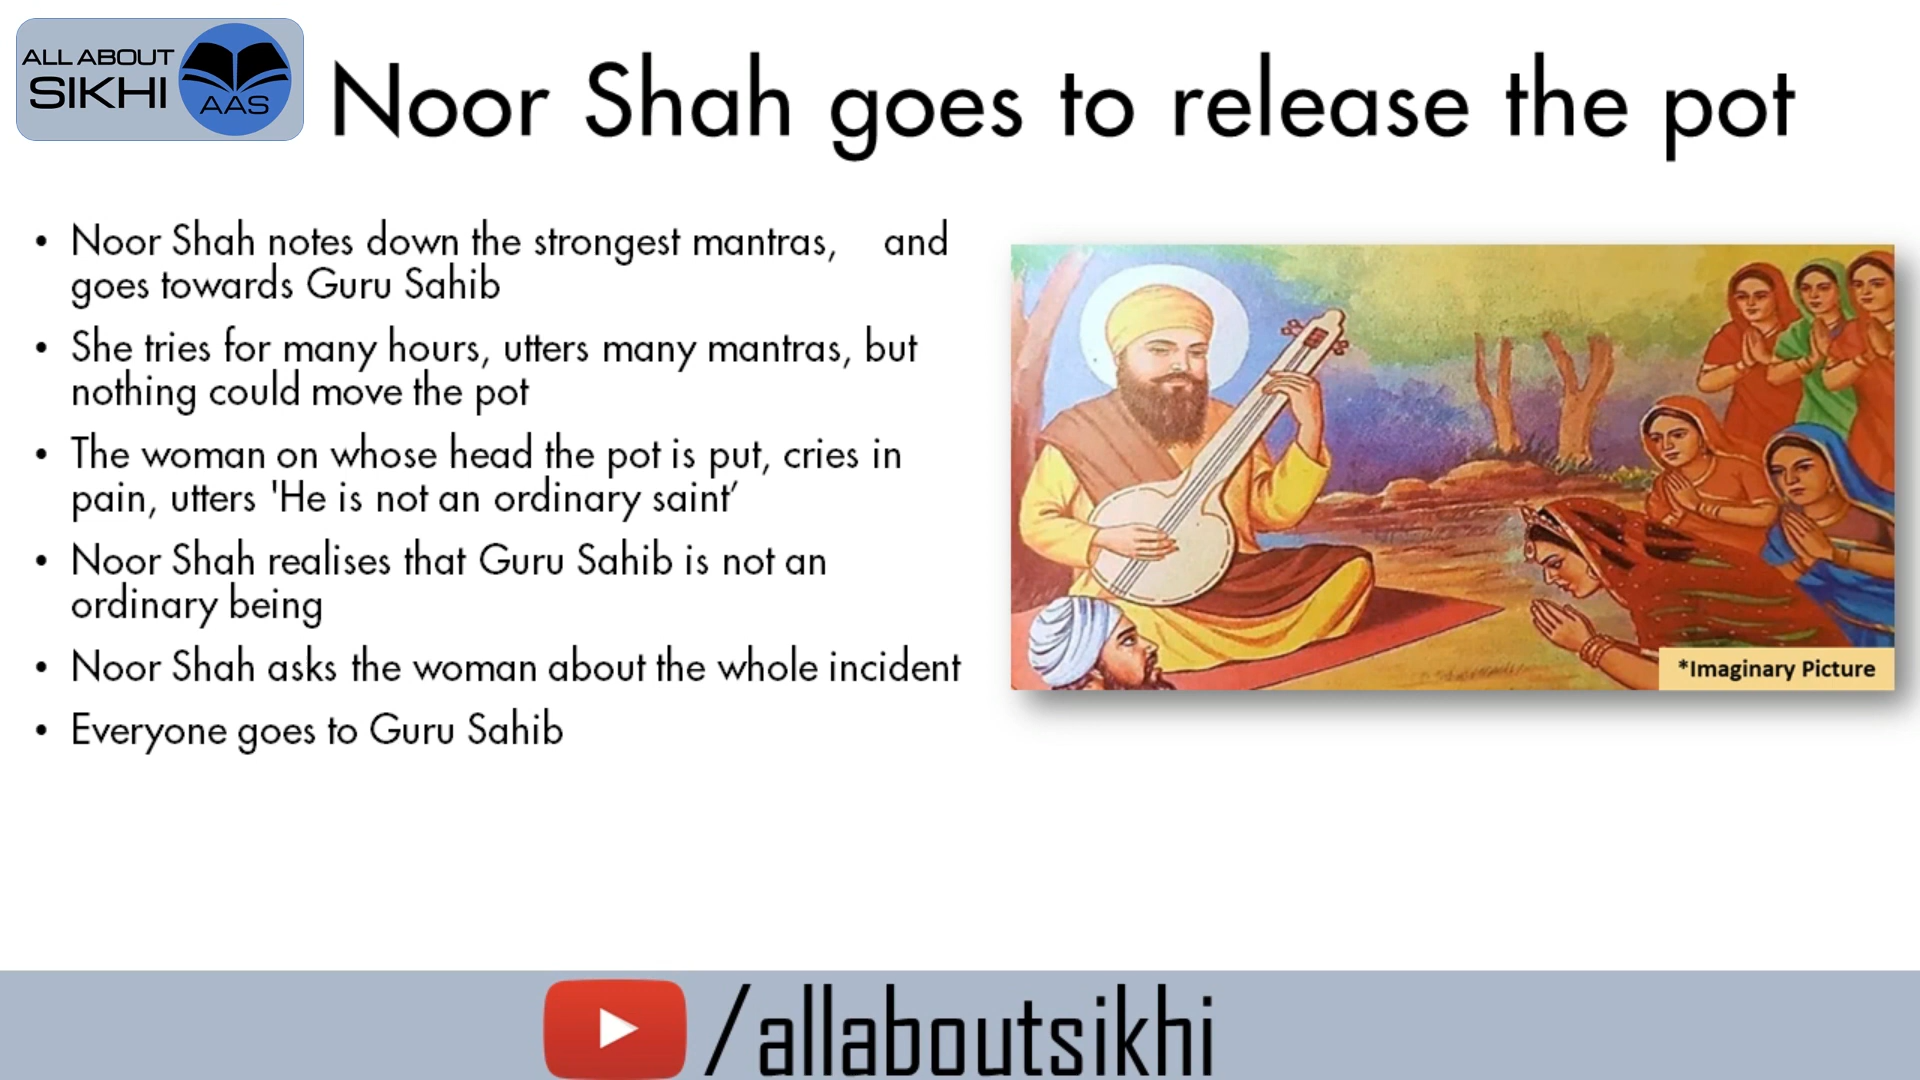 ALL ABOUT
SIKHI
AAS
Noor Shah goes to release the pot
• Noor Shah notes down the strongest mantras, and
goes towards Guru Sahib
• She tries for many hours, utters many mantras, but
nothing could move the pot
• The woman on whose head the pot is put, cries in
pain, utters 'He is not an ordinary saint’
• Noor Shah realises that Guru Sahib is not an
ordinary being
• Noor Shah asks the woman about the whole incident
• Everyone goes to Guru Sahib
*Imaginary Picture
/allaboutsikhi